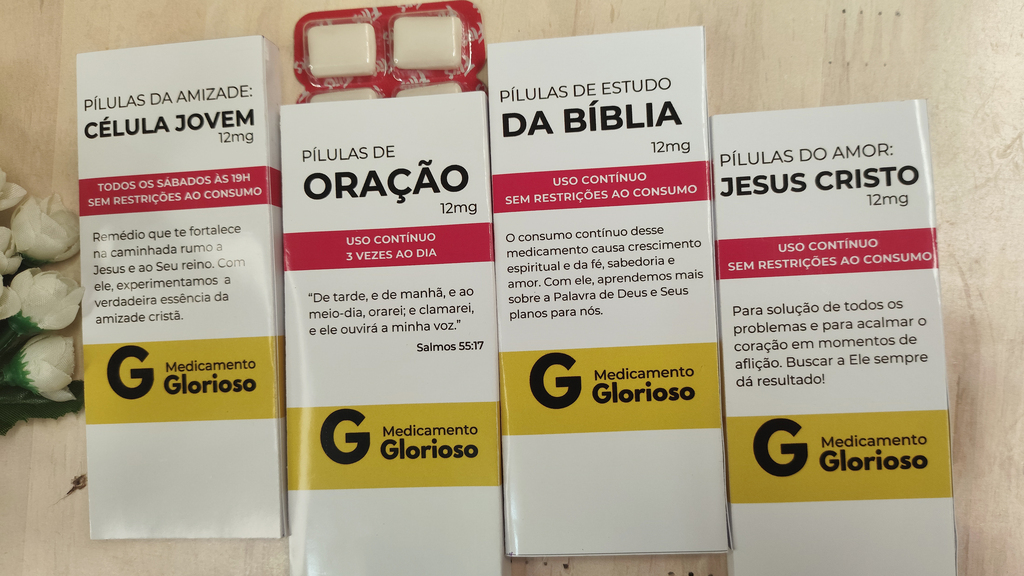 PÍLULAS DA AMIZADE:
CÉLULA JOVEM
12mg
TODOS OS SÁBADOS ÀS 19H
SEM RESTRIÇÕES AO CONSUMO
Remédio que te fortalece
na caminhada rumo a
Jesus e ao Seu reino. Com
ele, experimentamos a
verdadeira essência da
amizade cristã.
G Medicamento
Glorioso
PÍLULAS DE
ORAÇÃO
12mg
USO CONTÍNUO
3 VEZES AO DIA
“De tarde, e de manhã, e ao
meio-dia, orarei; e clamarei,
e ele ouvirá a minha voz.”
Salmos 55:17
G Medicamento
Glorioso
PÍLULAS DE ESTUDO
DA BÍBLIA
12mg
USO CONTÍNUO
SEM RESTRIÇÕES AO CONSUMO
O consumo contínuo desse
medicamento causa crescimento
espiritual e da fé, sabedoria e
amor. Com ele, aprendemos mais
sobre a Palavra de Deus e Seus
planos para nós.
G Medicamento
Glorioso
PÍLULAS DO AMOR:
JESUS CRISTO
12mg
USO CONTÍNUO
SEM RESTRIÇÕES AO CONSUMO
Para solução de todos os
problemas e para acalmar o
coração em momentos de
aflição. Buscar a Ele sempre
dá resultado!
G Medicamento
Glorioso